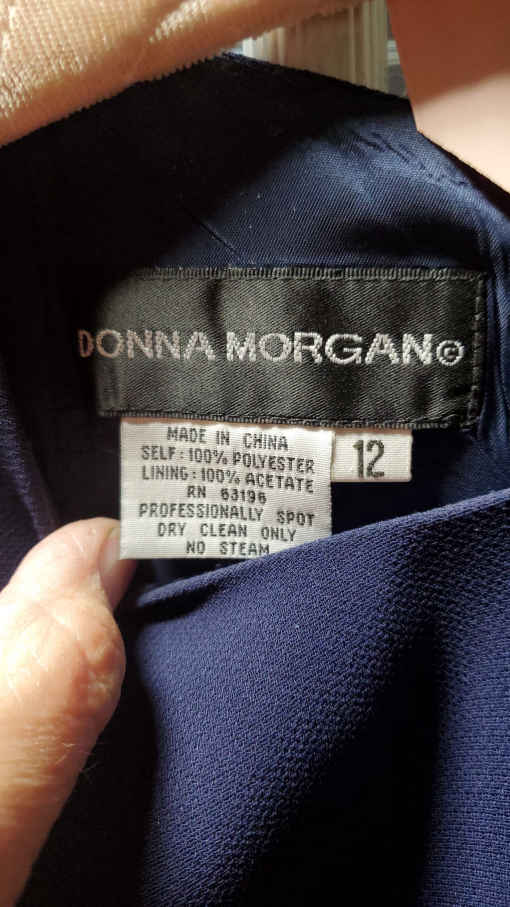 DONNA MORGAN©
MADE IN CHINA
SELF: 100% POLYESTER
LINING: 100% ACETATE
RN 63196
PROFESSIONALLY SPOT
DRY CLEAN ONLY
NO STEAM
12